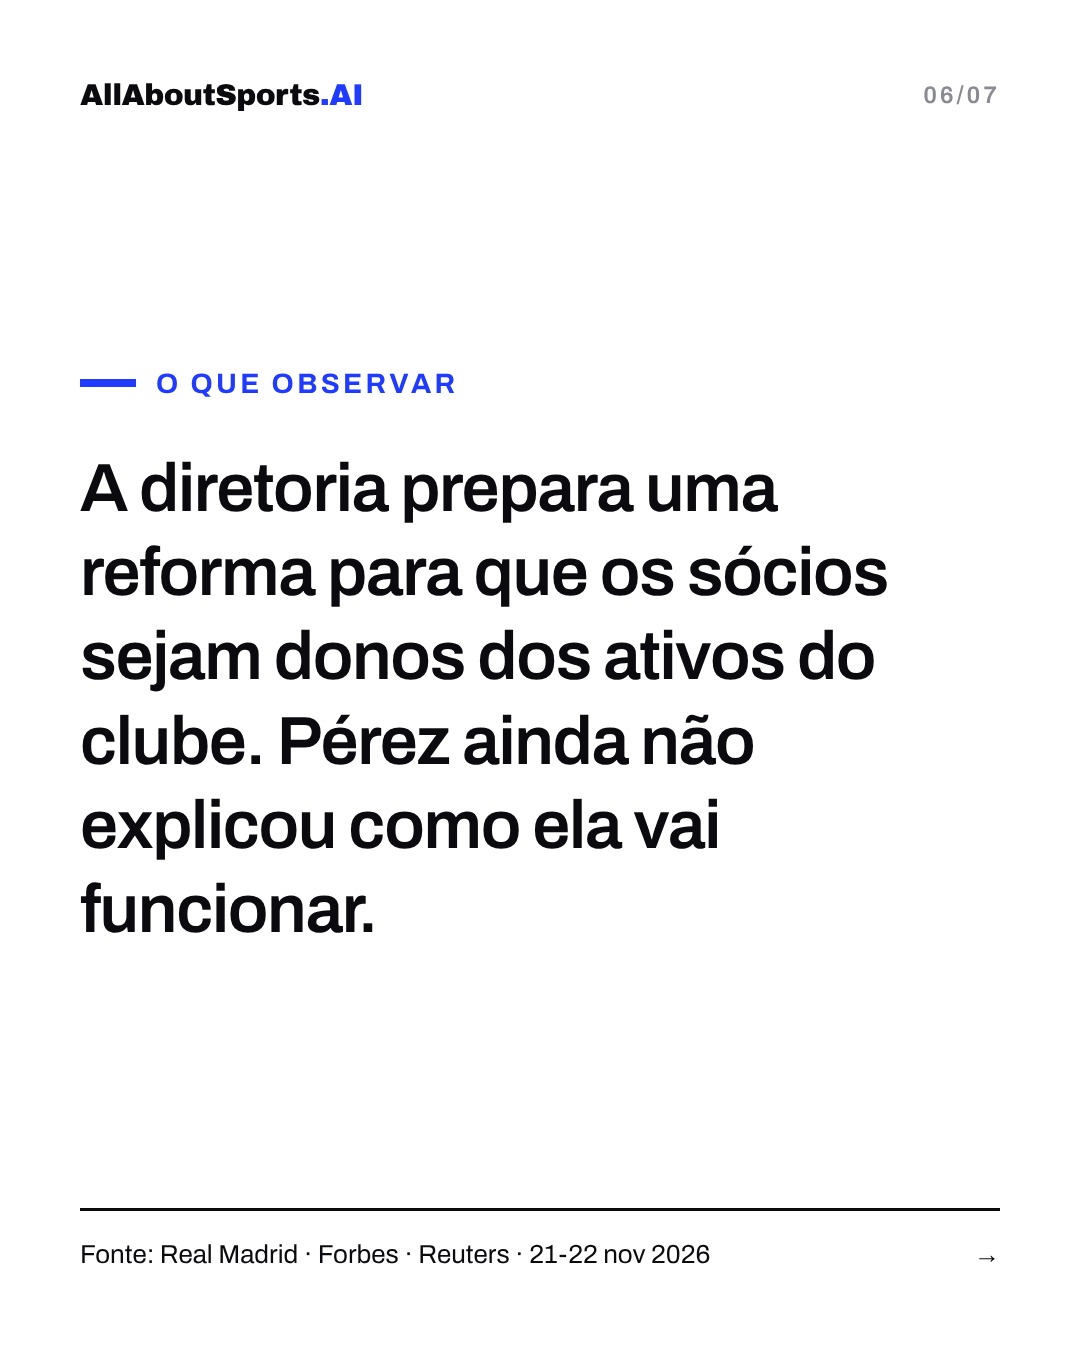 AllAboutSports.AI
06/07
O QUE OBSERVAR
A diretoria prepara uma
reforma para que os sócios
sejam donos dos ativos do
clube. Pérez ainda não
explicou como ela vai
funcionar.
Fonte: Real Madrid · Forbes · Reuters · 21-22 nov 2026
→